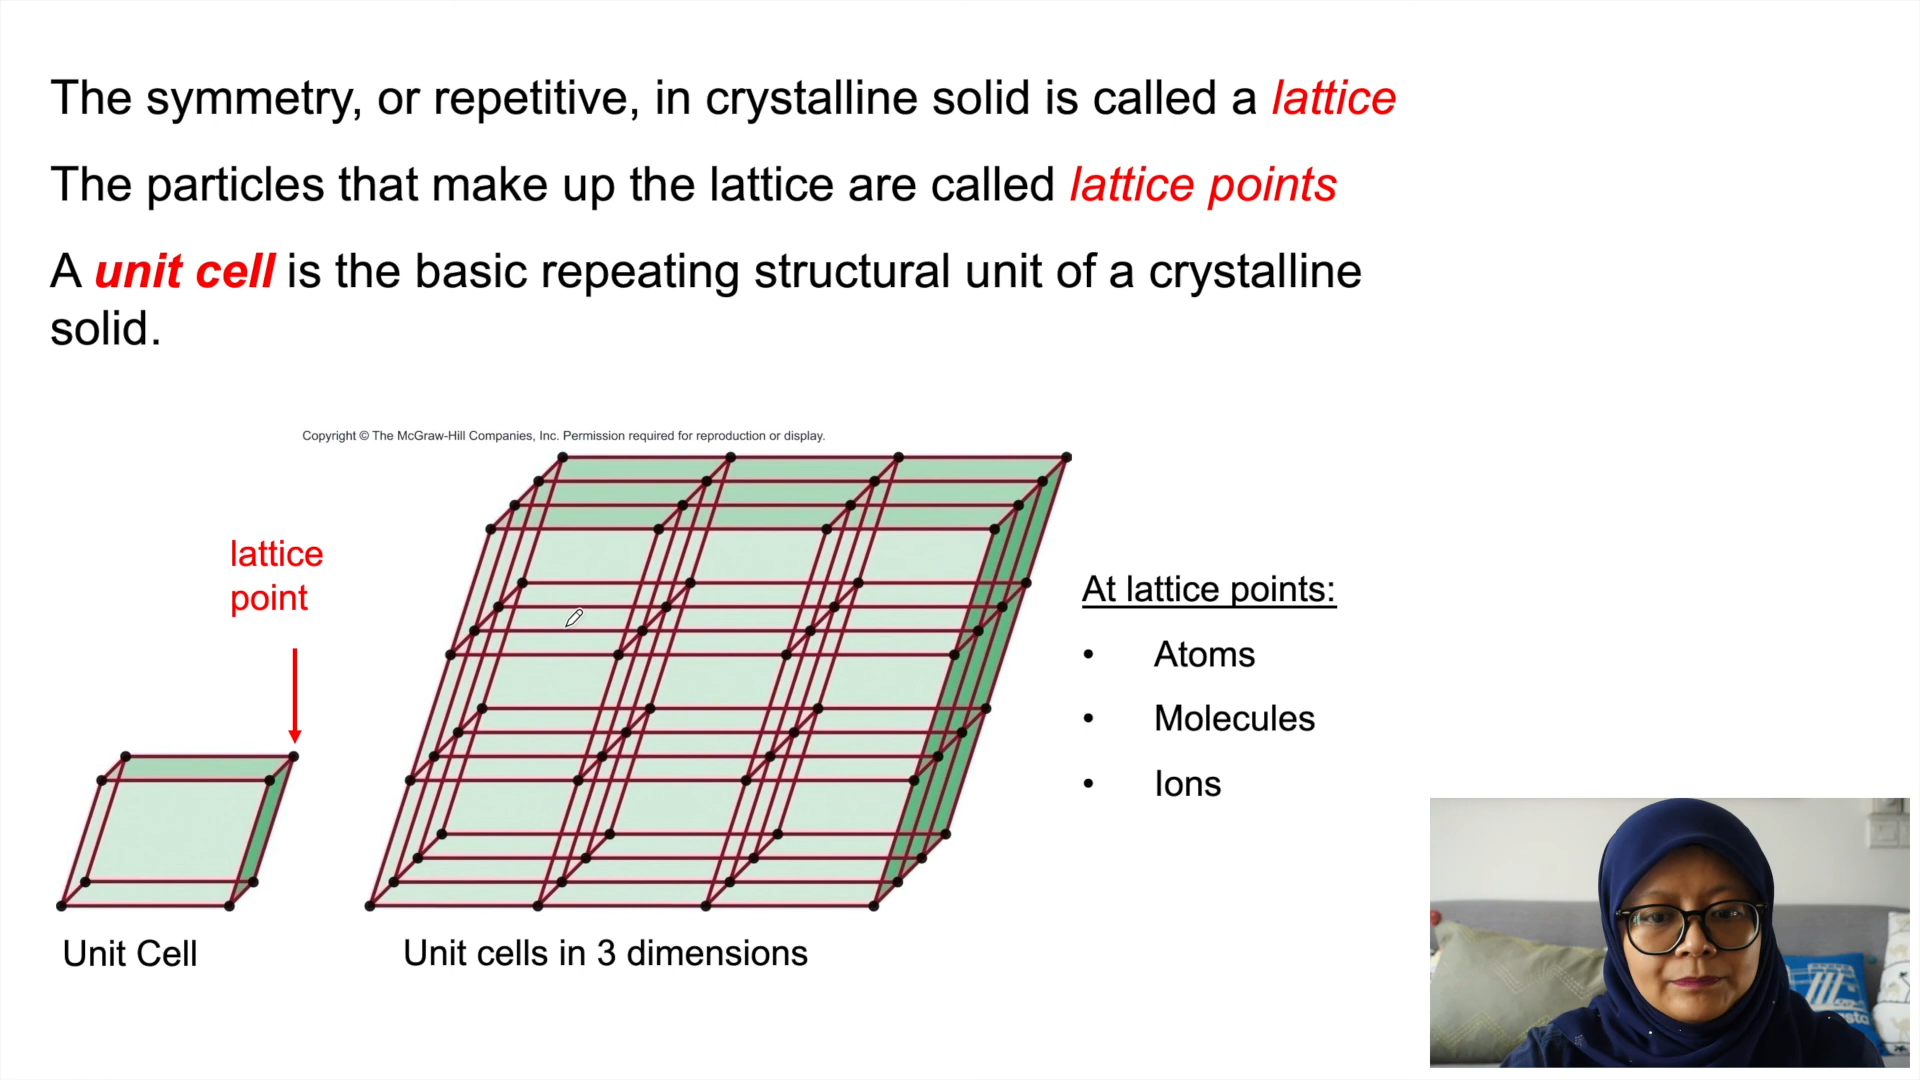 The symmetry, or repetitive, in crystalline solid is called a lattice
The particles that make up the lattice are called lattice points
A unit cell is the basic repeating structural unit of a crystalline
solid.
Copyright © The McGraw-Hill Companies, Inc. Permission required for reproduction or display.
lattice
point
At lattice points:
• Atoms
• Molecules
• Ions
Unit Cell
Unit cells in 3 dimensions